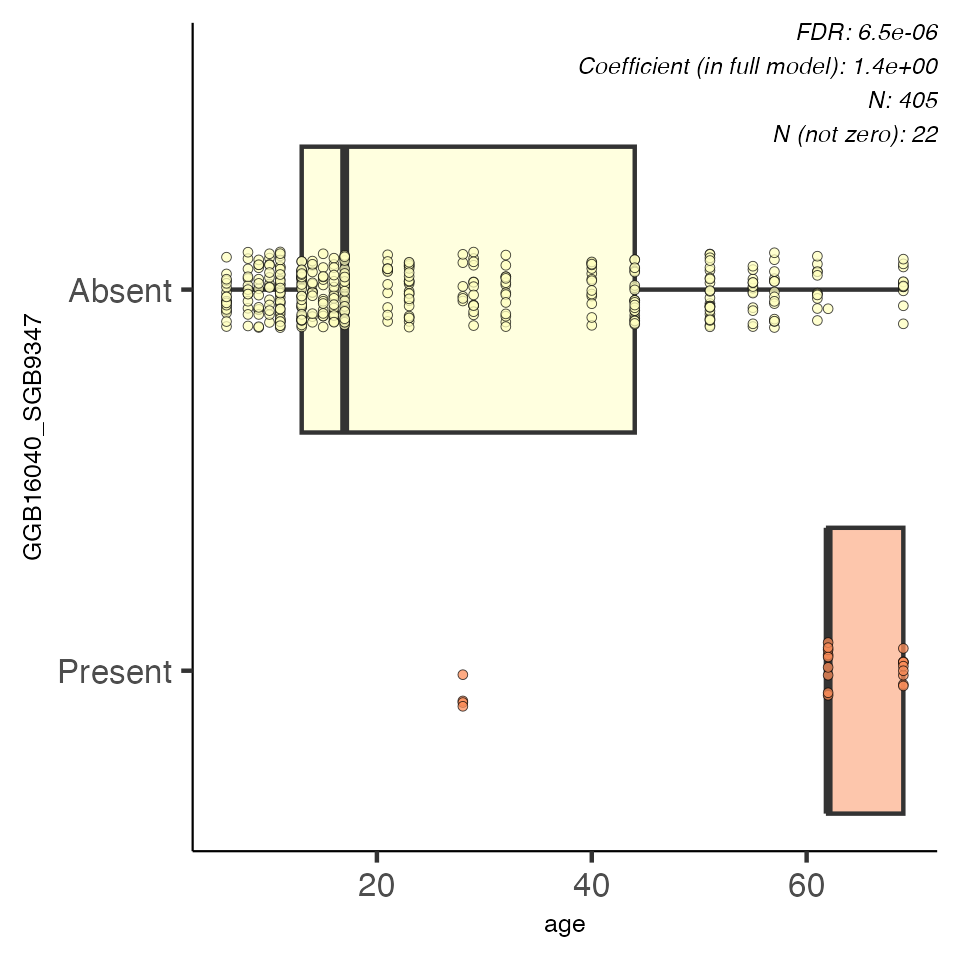 FDR: 6.5e-06
Coefficient (in full model): 1.4e+00
N: 405
N (not zero): 22
Absent
GGB16040_SGB9347
Present
20 40 60
age